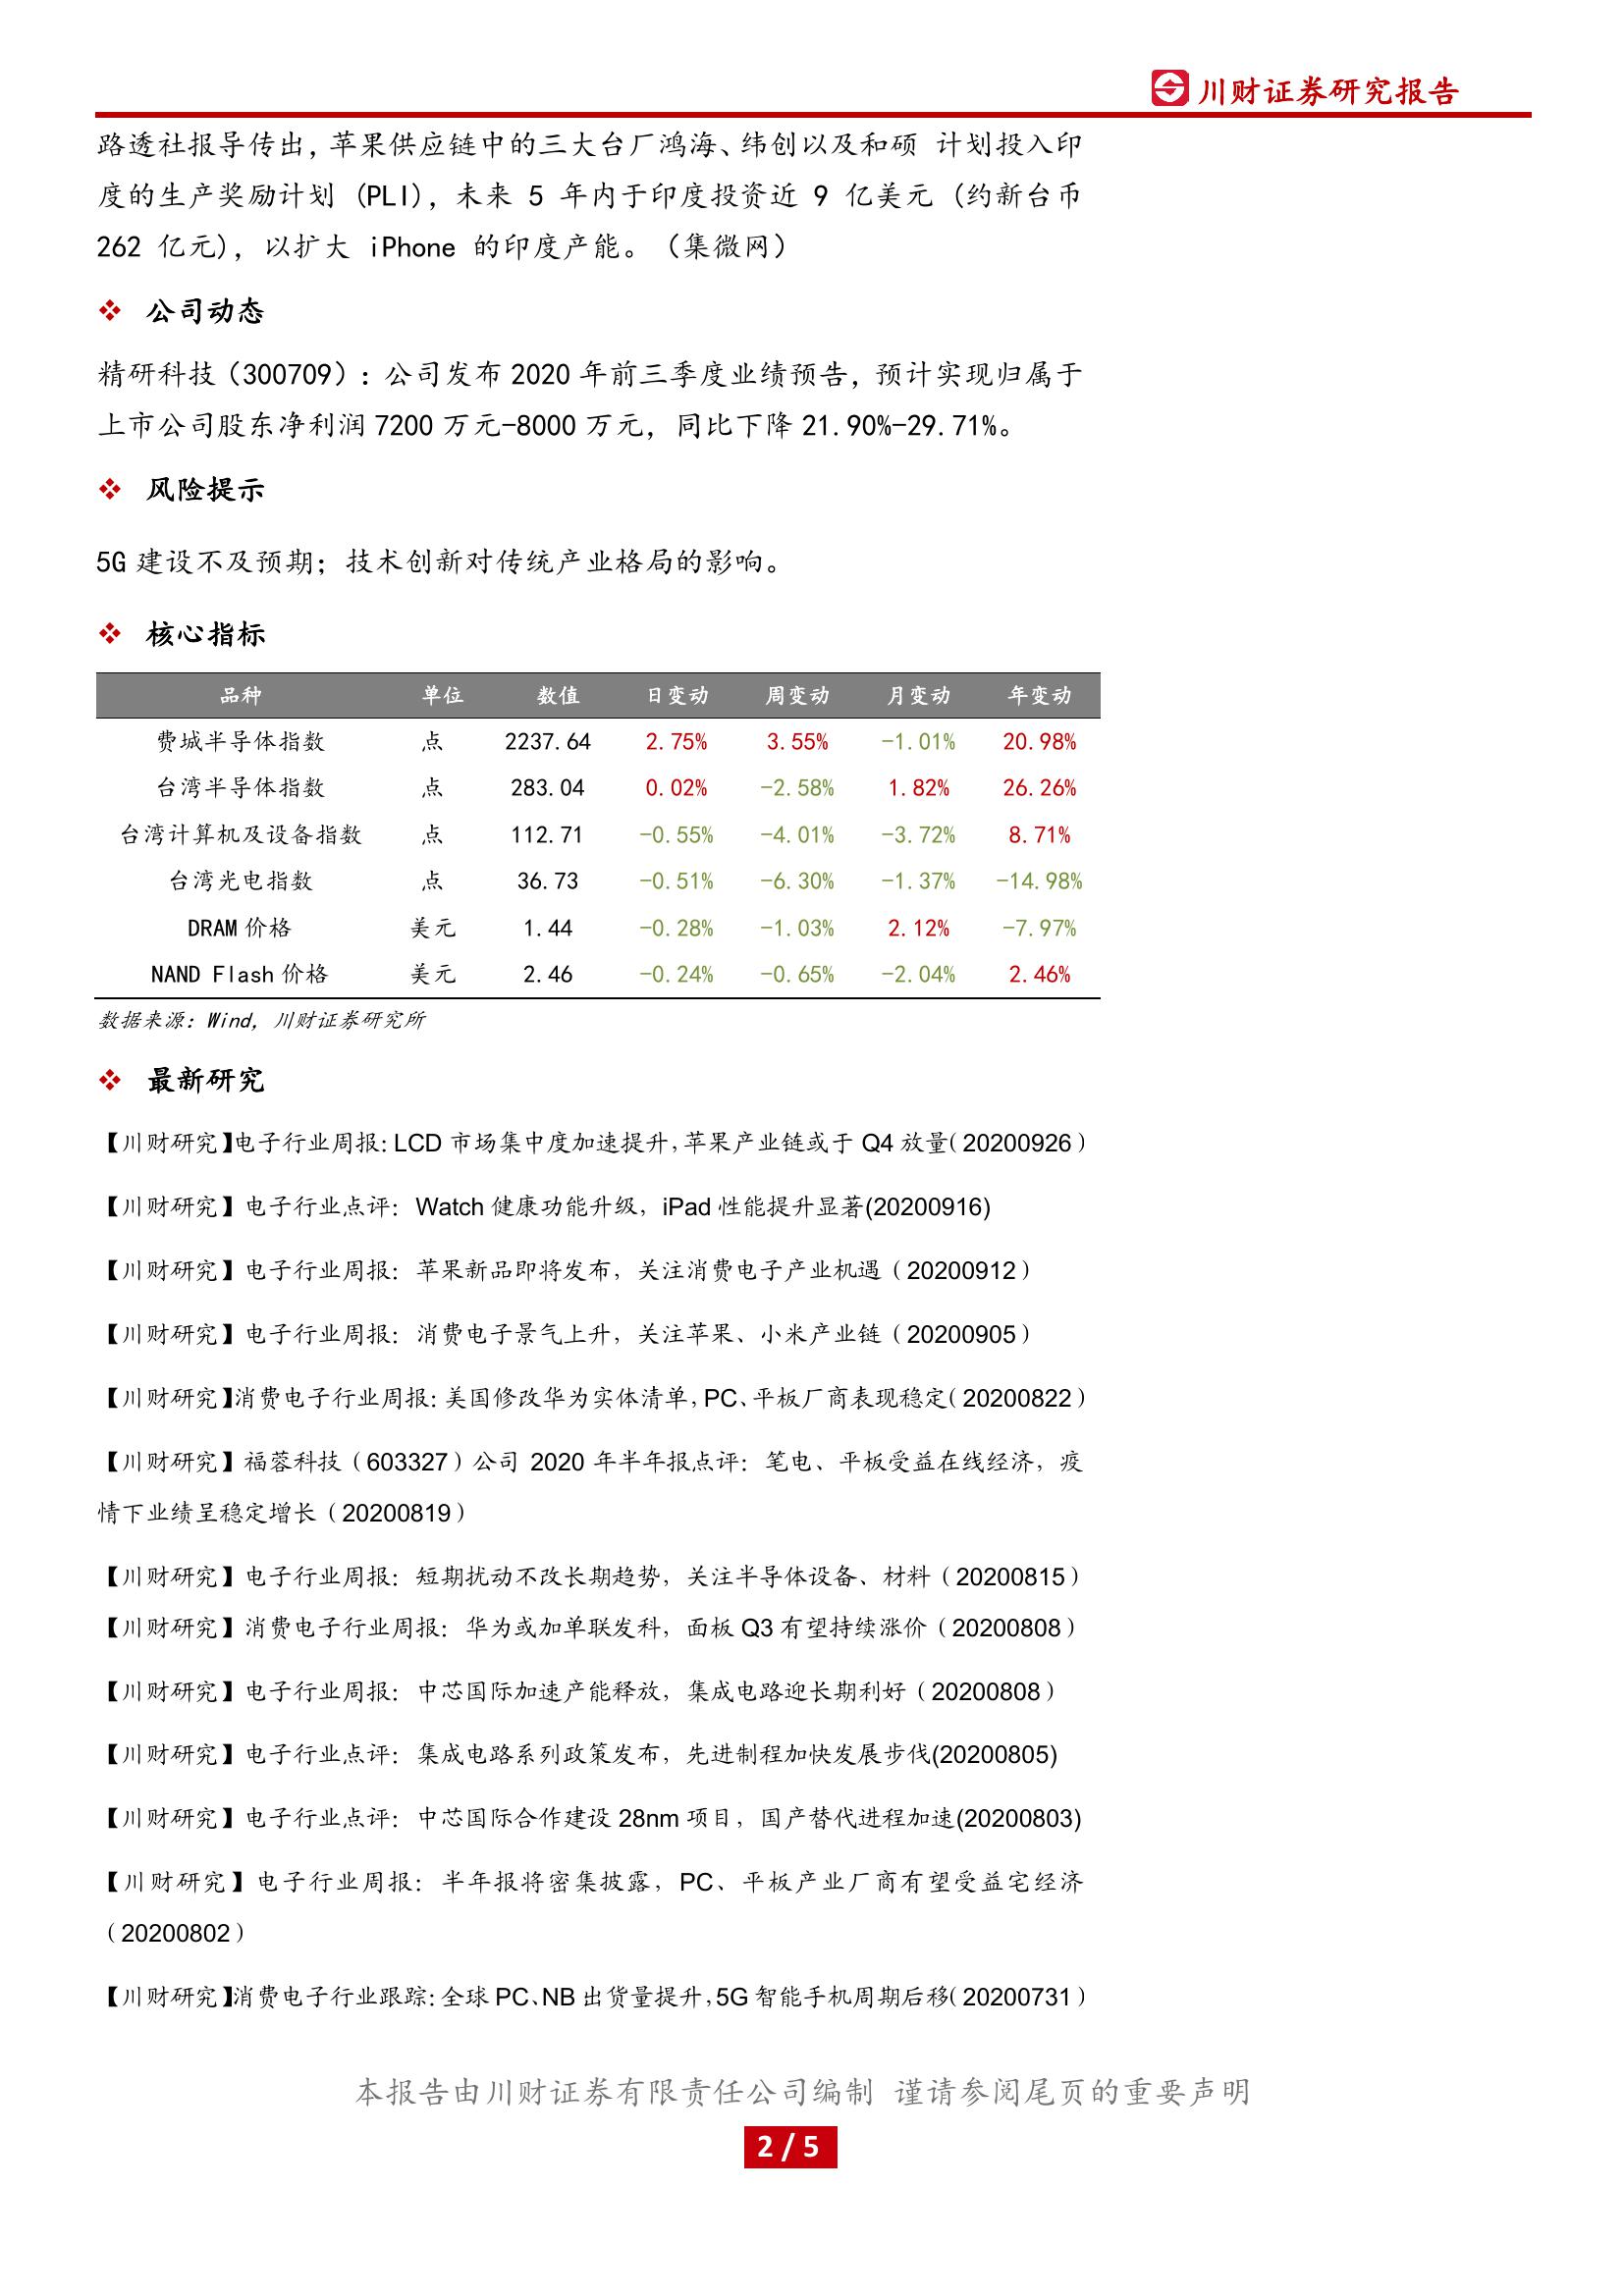 川财证券研究报告
路透社报导传出，苹果供应链中的三大台厂鸿海、纬创以及和硕 计划投入印
度的生产奖励计划 (PLI)，未来 5 年内于印度投资近 9 亿美元 (约新台币
262 亿元)，以扩大 iPhone 的印度产能。（集微网）
❖ 公司动态
精研科技（300709）：公司发布 2020 年前三季度业绩预告，预计实现归属于
上市公司股东净利润 7200 万元-8000 万元，同比下降 21.90%-29.71%。
❖ 风险提示
5G 建设不及预期；技术创新对传统产业格局的影响。
❖ 核心指标
品种 单位 数值 日变动 周变动 月变动 年变动
费城半导体指数 点 2237.64 2.75% 3.55% -1.01% 20.98%
台湾半导体指数 点 283.04 0.02% -2.58% 1.82% 26.26%
台湾计算机及设备指数 点 112.71 -0.55% -4.01% -3.72% 8.71%
台湾光电指数 点 36.73 -0.51% -6.30% -1.37% -14.98%
DRAM 价格 美元 1.44 -0.28% -1.03% 2.12% -7.97%
NAND Flash 价格 美元 2.46 -0.24% -0.65% -2.04% 2.46%
数据来源：Wind，川财证券研究所
❖ 最新研究
【川财研究】电子行业周报：LCD 市场集中度加速提升，苹果产业链或于 Q4 放量（20200926）
【川财研究】电子行业点评：Watch 健康功能升级，iPad 性能提升显著(20200916)
【川财研究】电子行业周报：苹果新品即将发布，关注消费电子产业机遇（20200912）
【川财研究】电子行业周报：消费电子景气上升，关注苹果、小米产业链（20200905）
【川财研究】消费电子行业周报：美国修改华为实体清单，PC、平板厂商表现稳定（20200822）
【川财研究】福蓉科技（603327）公司 2020 年半年报点评：笔电、平板受益在线经济，疫
情下业绩呈稳定增长（20200819）
【川财研究】电子行业周报：短期扰动不改长期趋势，关注半导体设备、材料（20200815）
【川财研究】消费电子行业周报：华为或加单联发科，面板 Q3 有望持续涨价（20200808）
【川财研究】电子行业周报：中芯国际加速产能释放，集成电路迎长期利好（20200808）
【川财研究】电子行业点评：集成电路系列政策发布，先进制程加快发展步伐(20200805)
【川财研究】电子行业点评：中芯国际合作建设 28nm 项目，国产替代进程加速(20200803)
【川财研究】电子行业周报：半年报将密集披露，PC、平板产业厂商有望受益宅经济
（20200802）
【川财研究】消费电子行业跟踪：全球 PC、NB 出货量提升，5G 智能手机周期后移（20200731）
本报告由川财证券有限责任公司编制 谨请参阅尾页的重要声明
2 / 5